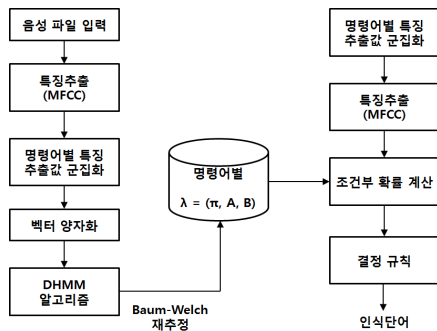 음성 파일 입력
특징추출
(MFCC)
명령어별 특징
추출값 군집화
벡터 양자화
DHMM
알고리즘
Baum-Welch
재추정
명령어별
λ = (π, A, B)
명령어별 특징
추출값 군집화
특징추출
(MFCC)
조건부 확률 계산
결정 규칙
인식단어